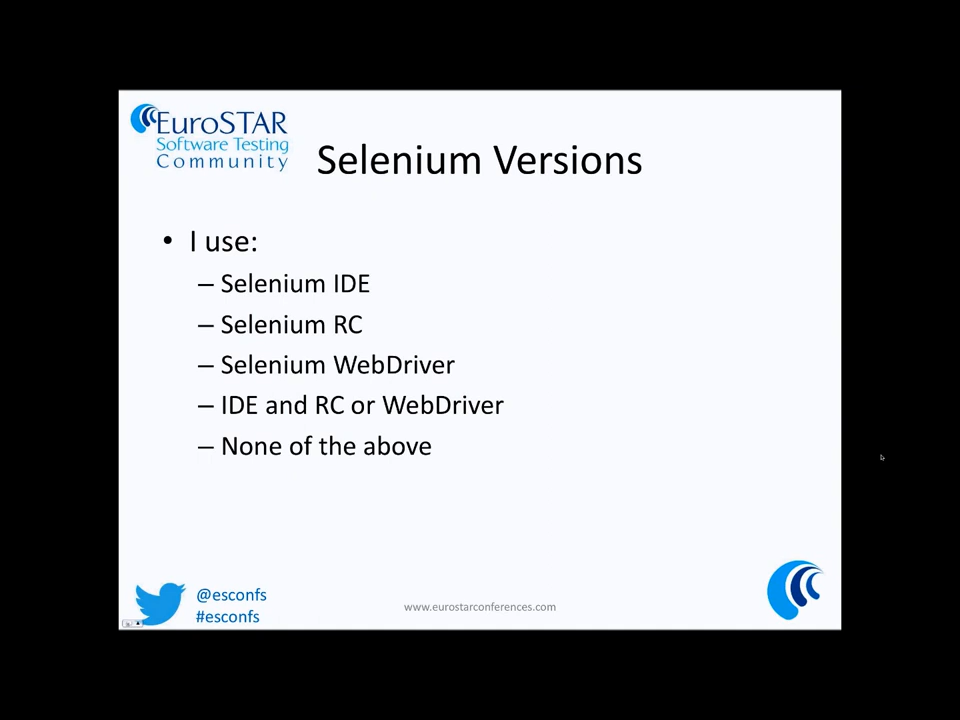 EuroSTAR
Software Testing
Community
Selenium Versions
• I use:
– Selenium IDE
– Selenium RC
– Selenium WebDriver
– IDE and RC or WebDriver
– None of the above
@esconfs
#esconfs
www.eurostarconferences.com